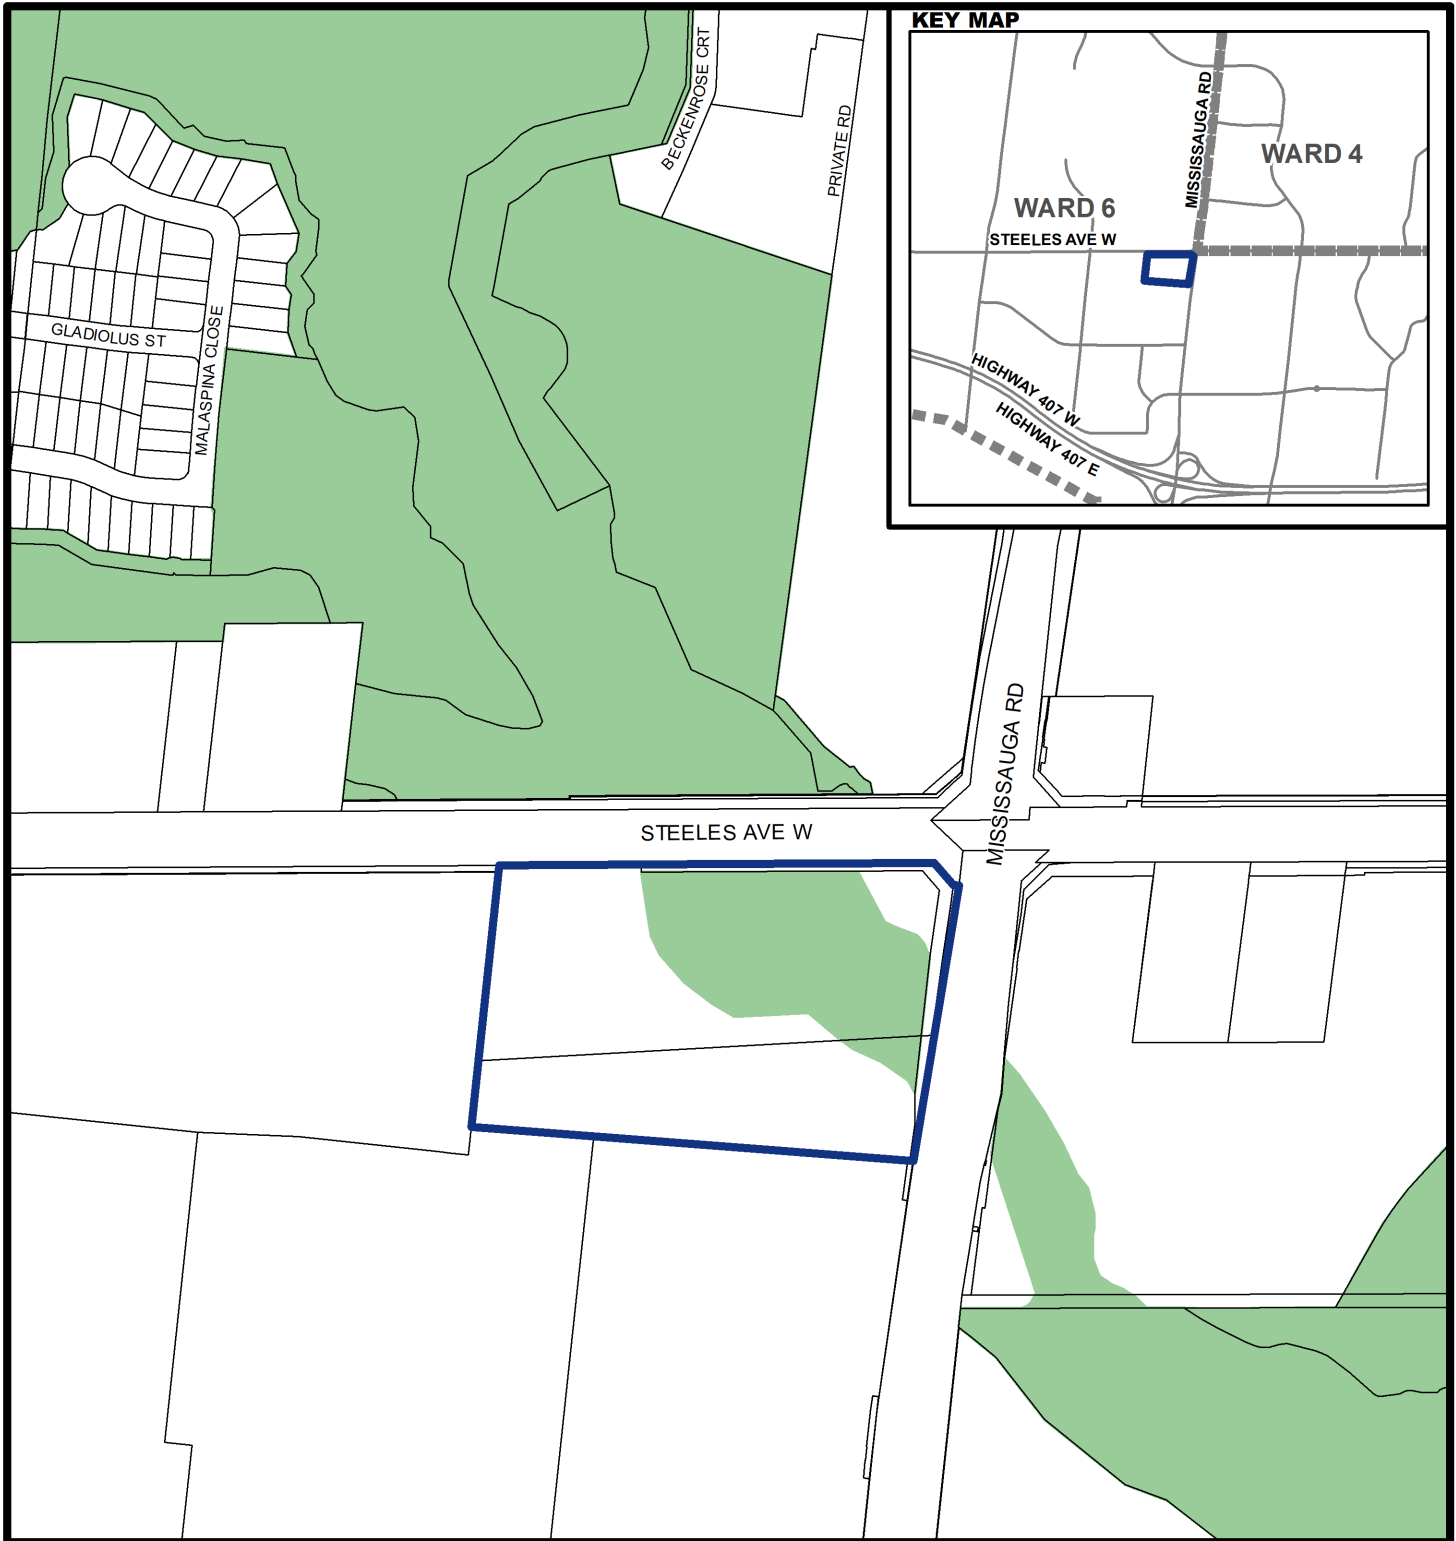 KEY MAP
MISSISSAUGA RD
WARD 4
WARD 6
STEELES AVE W
HIGHWAY 407 W
HIGHWAY 407 E
BECKENROSE CRT
PRIVATE RD
GLADIOLUS ST
MALASPINA CLOSE
MISSISSAUGA RD
STEELES AVE W